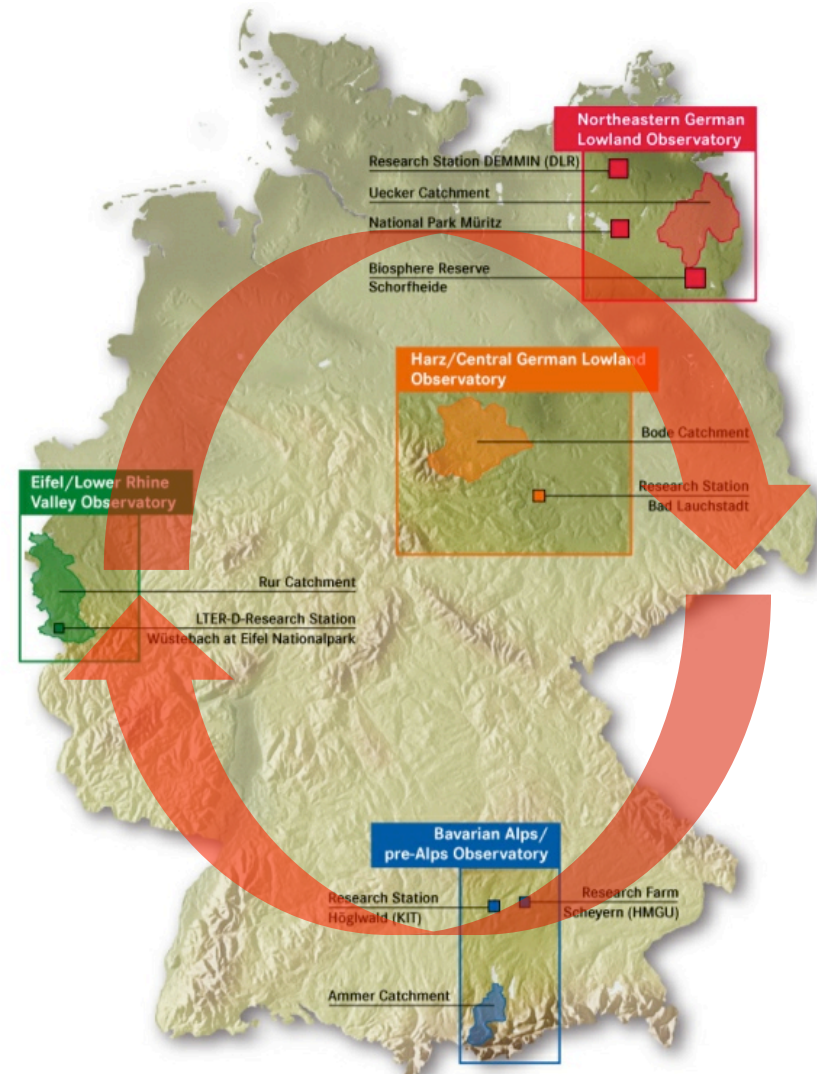 Northeastern German
Lowland Observatory
Research Station DEMMIN (DLR)
Uecker Catchment
National Park Müritz
Biosphere Reserve
Schorfheide
Harz/Central German Lowland
Observatory
Bode Catchment
Research Station
Bad Lauchstadt
Eifel/Lower Rhine
Valley Observatory
Rur Catchment
LTER-D-Research Station
Wüstebach at Eifel Nationalpark
Bavarian Alps/
pre-Alps Observatory
Research Station
Höglwald (KIT)
Research Farm
Scheyern (HMGU)
Ammer Catchment